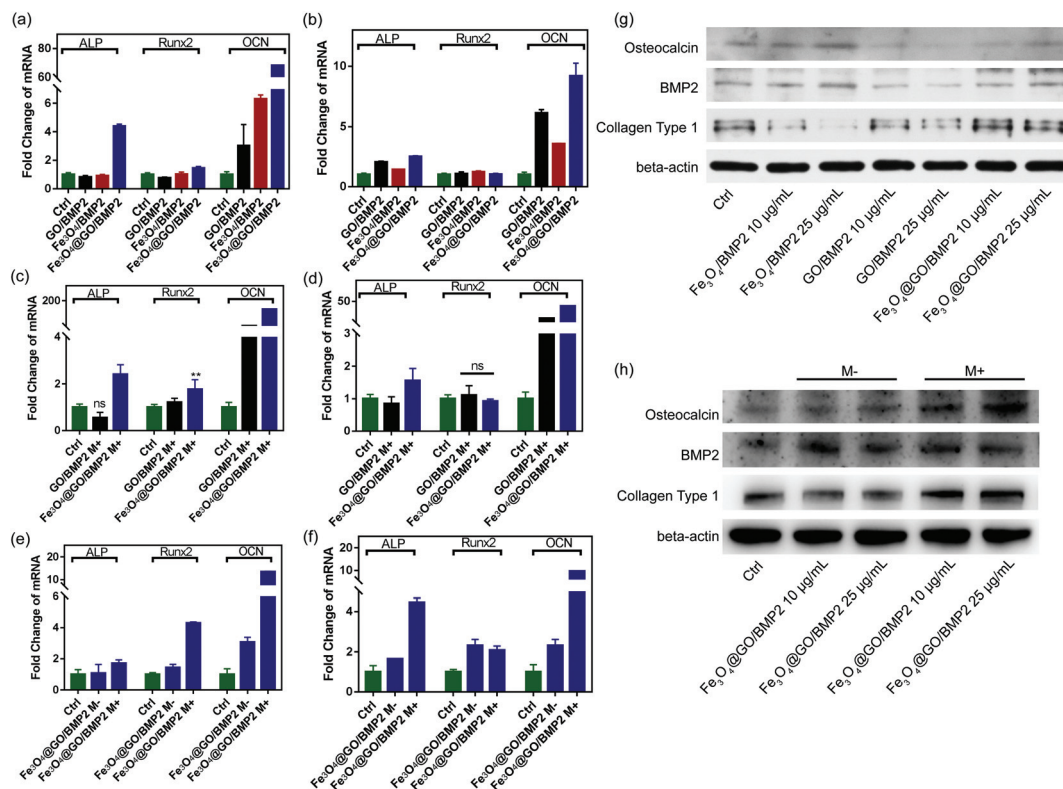 (a)
ALP Runx2 OCN
Fold Change of mRNA
80
60
6
4
2
0
Ctrl
GO/BMP2
Fe₃O₄/BMP2
Fe₃O₄@GO/BMP2
Ctrl
GO/BMP2
Fe₃O₄/BMP2
Fe₃O₄@GO/BMP2
Ctrl
GO/BMP2
Fe₃O₄/BMP2
Fe₃O₄@GO/BMP2
(b)
ALP Runx2 OCN
Fold Change of mRNA
10
5
0
Ctrl
GO/BMP2
Fe₃O₄/BMP2
Fe₃O₄@GO/BMP2
Ctrl
GO/BMP2
Fe₃O₄/BMP2
Fe₃O₄@GO/BMP2
Ctrl
GO/BMP2
Fe₃O₄/BMP2
Fe₃O₄@GO/BMP2
(c)
ALP Runx2 OCN
Fold Change of mRNA
200
4
2
0
ns
**
Ctrl
GO/BMP2 M+
Fe₃O₄@GO/BMP2 M+
Ctrl
GO/BMP2 M+
Fe₃O₄@GO/BMP2 M+
Ctrl
GO/BMP2 M+
Fe₃O₄@GO/BMP2 M+
(d)
ALP Runx2 OCN
Fold Change of mRNA
50
3
2
1
0
ns
Ctrl
GO/BMP2 M+
Fe₃O₄@GO/BMP2 M+
Ctrl
GO/BMP2 M+
Fe₃O₄@GO/BMP2 M+
Ctrl
GO/BMP2 M+
Fe₃O₄@GO/BMP2 M+
(e)
ALP Runx2 OCN
Fold Change of mRNA
20
15
10
6
4
2
0
Ctrl
Fe₃O₄@GO/BMP2 M-
Fe₃O₄@GO/BMP2 M+
Ctrl
Fe₃O₄@GO/BMP2 M-
Fe₃O₄@GO/BMP2 M+
Ctrl
Fe₃O₄@GO/BMP2 M-
Fe₃O₄@GO/BMP2 M+
(f)
ALP Runx2 OCN
Fold Change of mRNA
20
15
10
4
2
0
Ctrl
Fe₃O₄@GO/BMP2 M-
Fe₃O₄@GO/BMP2 M+
Ctrl
Fe₃O₄@GO/BMP2 M-
Fe₃O₄@GO/BMP2 M+
Ctrl
Fe₃O₄@GO/BMP2 M-
Fe₃O₄@GO/BMP2 M+
(g)
Osteocalcin
BMP2
Collagen Type 1
beta-actin
Ctrl
Fe₃O₄/BMP2 10 µg/mL
Fe₃O₄/BMP2 25 µg/mL
GO/BMP2 10 µg/mL
GO/BMP2 25 µg/mL
Fe₃O₄@GO/BMP2 10 µg/mL
Fe₃O₄@GO/BMP2 25 µg/mL
(h)
M- M+
Osteocalcin
BMP2
Collagen Type 1
beta-actin
Ctrl
Fe₃O₄@GO/BMP2 10 µg/mL
Fe₃O₄@GO/BMP2 25 µg/mL
Fe₃O₄@GO/BMP2 10 µg/mL
Fe₃O₄@GO/BMP2 25 µg/mL